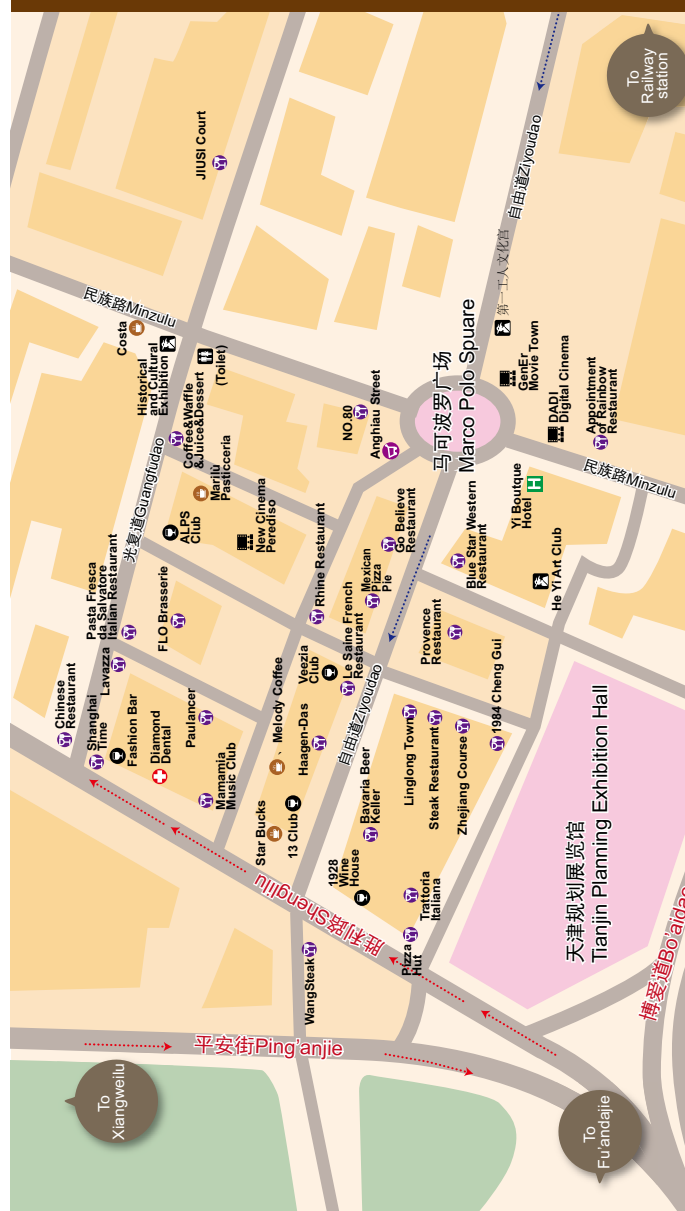 To
Railway
station
自由道Ziyoudao
JIUSI Court
民族路Minzulu
Costa
Historical
and Cultural
Exhibition
(Toilet)
光复道Guangfudao
Coffee&Waffle
&Juice&Dessert
Marilu
Pasticceria
ALPS
Club
New Cinema
Perediso
NO.80
Anghiau Street
马可波罗广场
Marco Polo Spuare
第一工人文化宫
GenEr
Movie Town
DADI
Digital Cinema
Appointment
of Rainbow
Restaurant
民族路Minzulu
Yi Boutque
Hotel
He Yi Art Club
Blue Star Western
Restaurant
Go Believe
Restaurant
Mexican
Pizza
Pie
Rhine Restaurant
Le Saine French
Restaurant
Veezia
Club
Provence
Restaurant
1984 Cheng Gui
自由道Ziyoudao
Pasta Fresca
da Salvatore
Italian Restaurant
FLO Brasserie
Lavazza
Chinese
Restaurant
Shanghai
Time
Fashion Bar
Diamond
Dental
Paulancer
Mamamia
Music Club
、Melody Coffee
Haagen-Das
Star Bucks
13 Club
Linglong Town
Steak Restaurant
Zhejiang Course
Bavaria Beer
Keller
1928
Wine
House
Trattoria
Italiana
Pizza
Hut
WangSteak
胜利路Shenglilu
天津规划展览馆
Tianjin Planning Exhibition Hall
博爱道Bo'aidao
平安街Ping'anjie
To
Xiangweilu
To
Fu'andajie
H